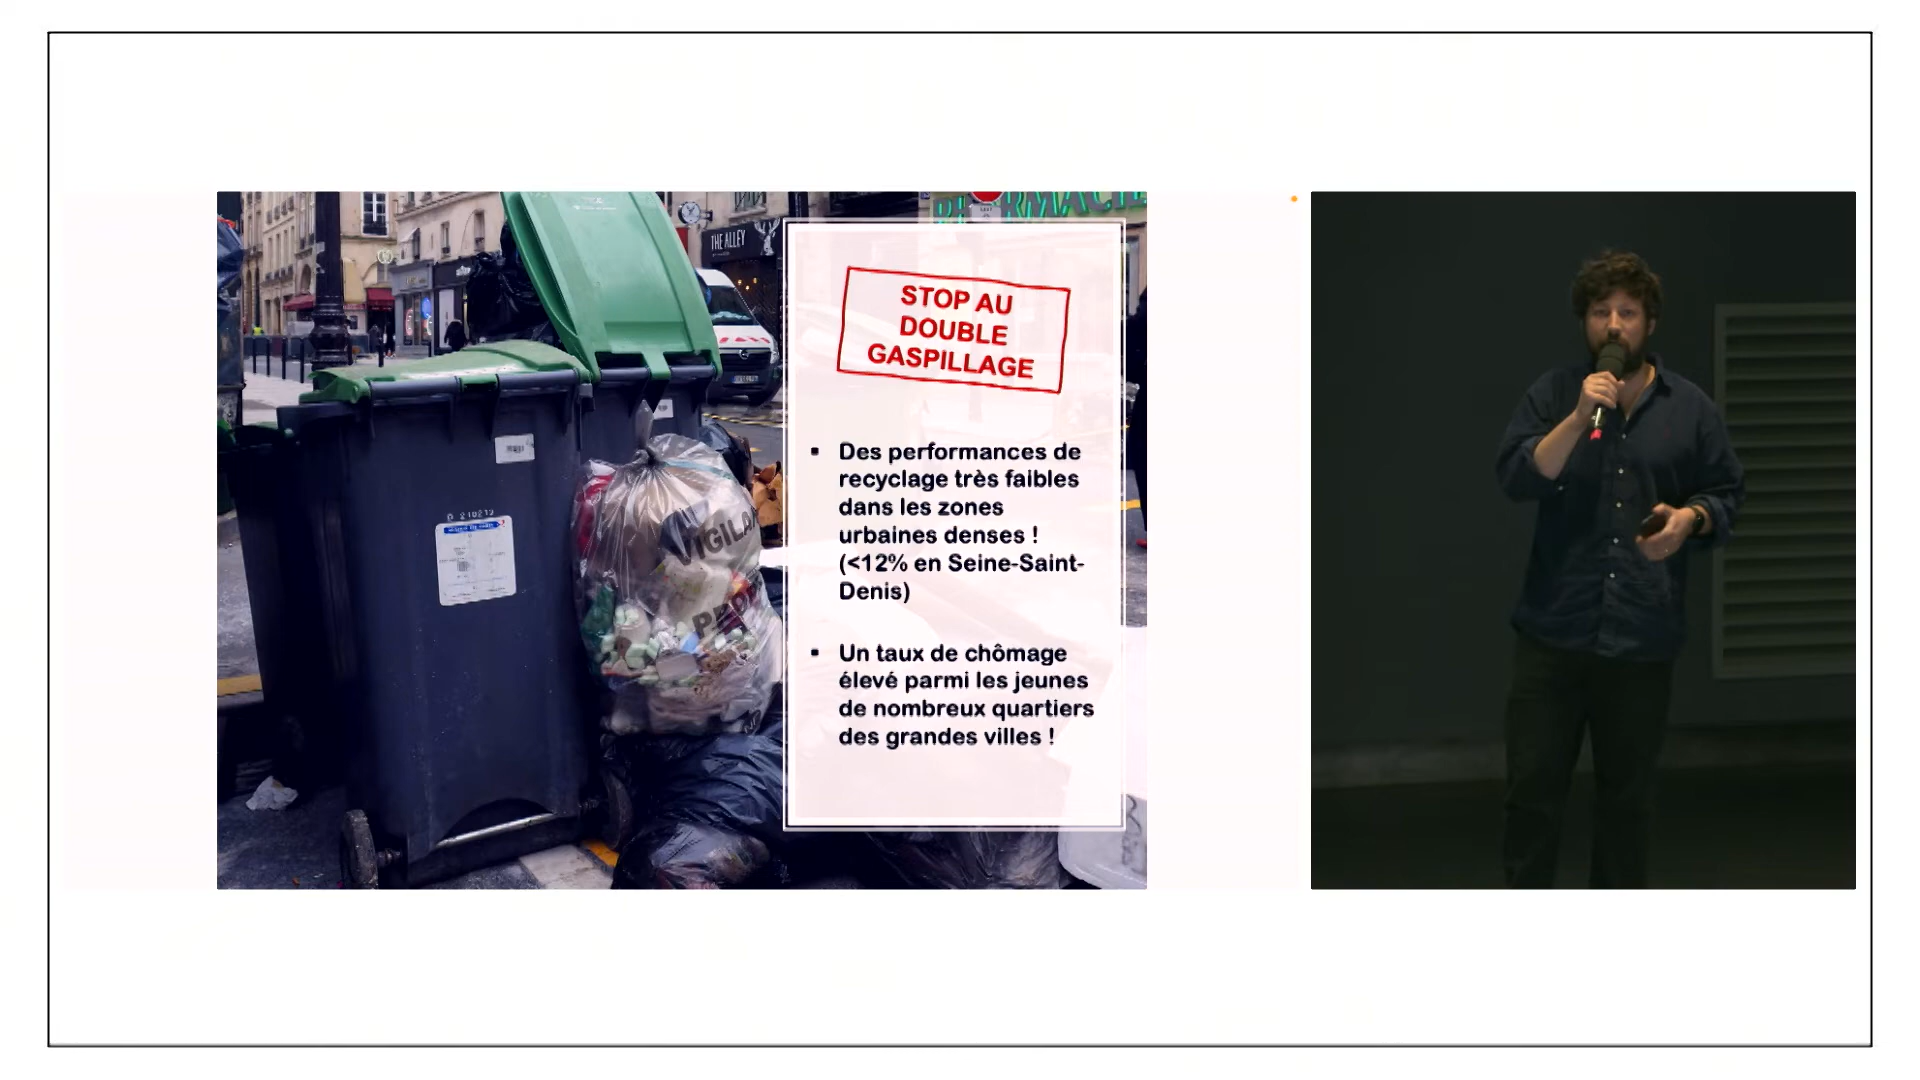 THE ALLEY
PHARMACIE
STOP AU
DOUBLE
GASPILLAGE
▪ Des performances de
recyclage très faibles
dans les zones
urbaines denses !
(<12% en Seine-Saint-
Denis)
▪ Un taux de chômage
élevé parmi les jeunes
de nombreux quartiers
des grandes villes !